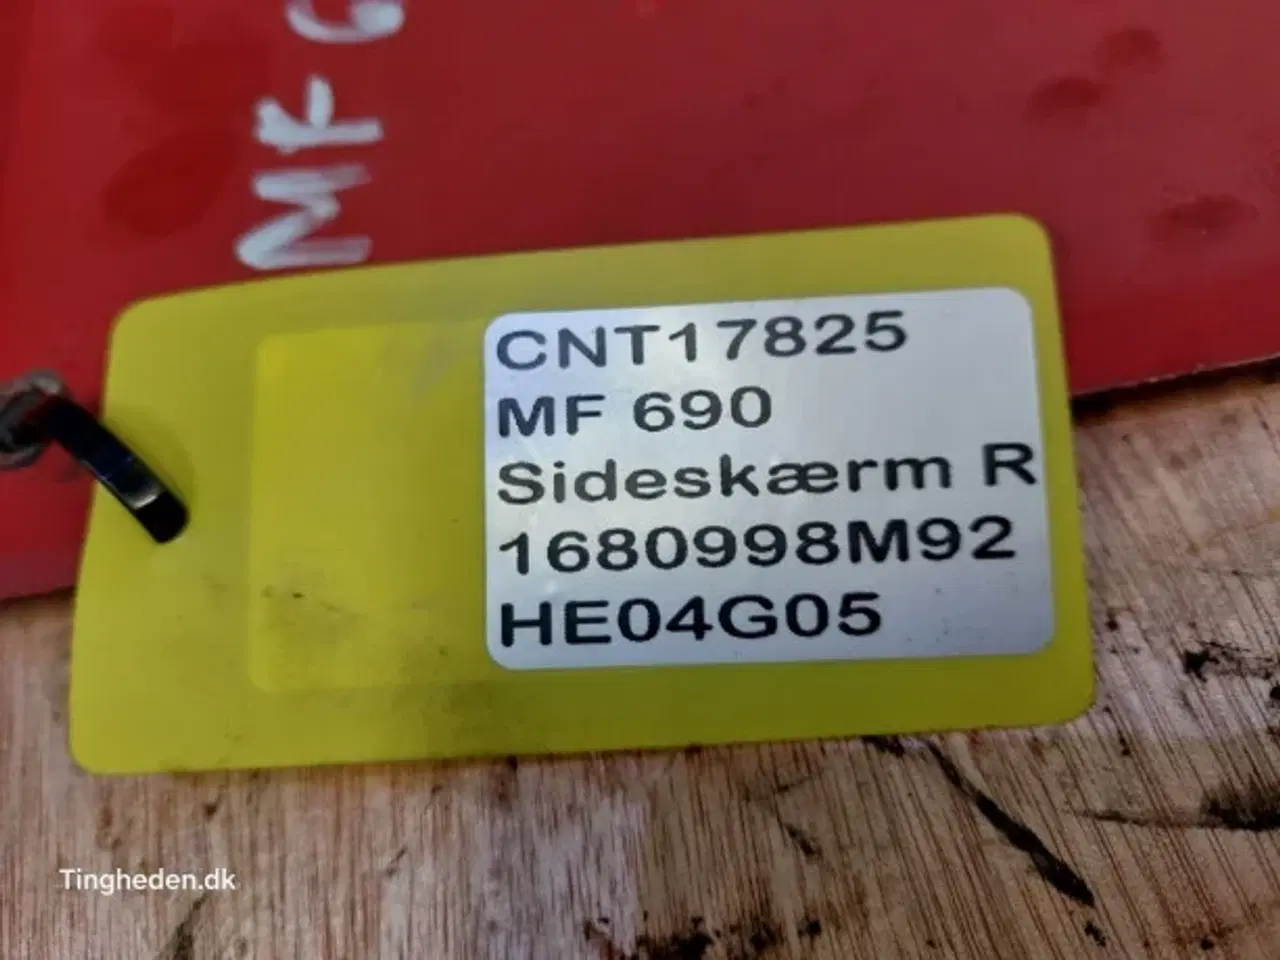 MF 6
CNT17825
MF 690
Sideskærm R
1680998M92
HE04G05
Tingheden.dk